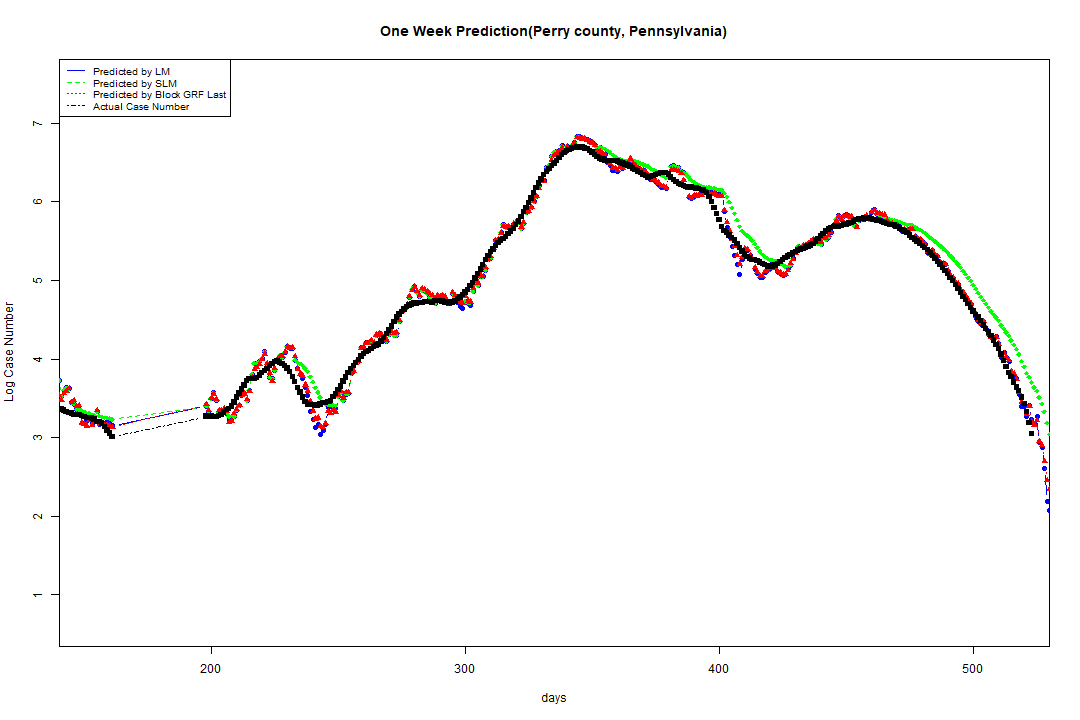 One Week Prediction(Perry county, Pennsylvania)
Predicted by LM
Predicted by SLM
Predicted by Block GRF Last
Actual Case Number
7
6
5
4
3
2
1
Log Case Number
200 300 400 500
days